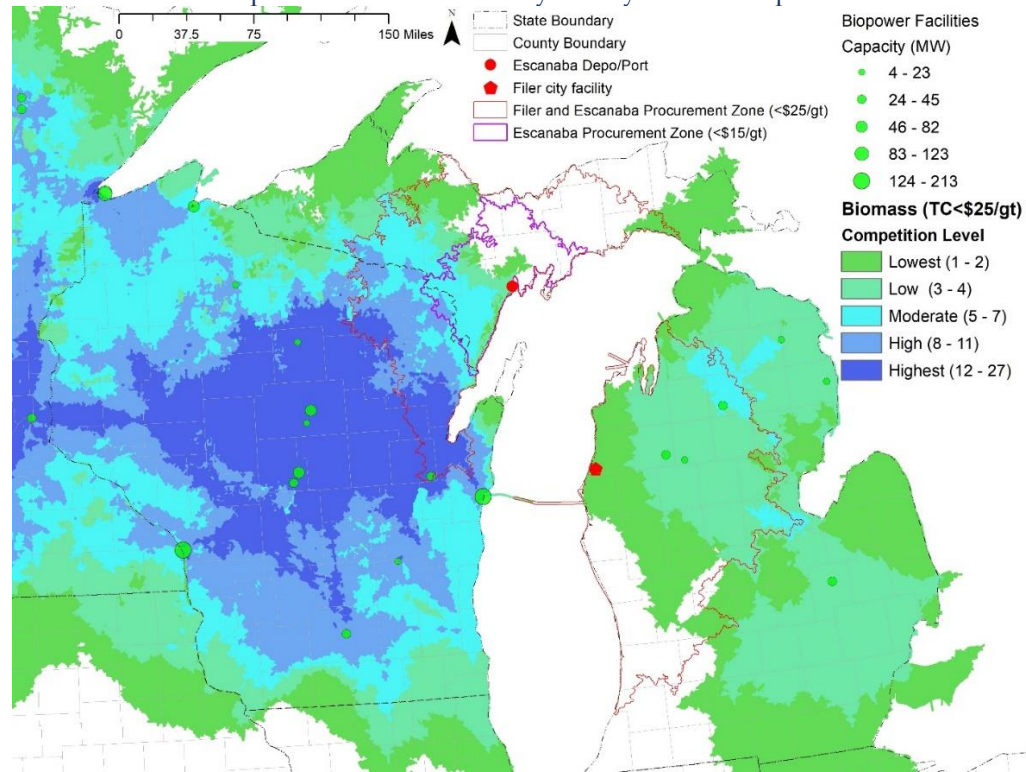 0 37.5 75 150 Miles
N
State Boundary
County Boundary
Escanaba Depo/Port
Filer city facility
Filer and Escanaba Procurement Zone (<$25/gt)
Escanaba Procurement Zone (<$15/gt)
Biopower Facilities
Capacity (MW)
4 - 23
24 - 45
46 - 82
83 - 123
124 - 213
Biomass (TC<$25/gt)
Competition Level
Lowest (1 - 2)
Low (3 - 4)
Moderate (5 - 7)
High (8 - 11)
Highest (12 - 27)